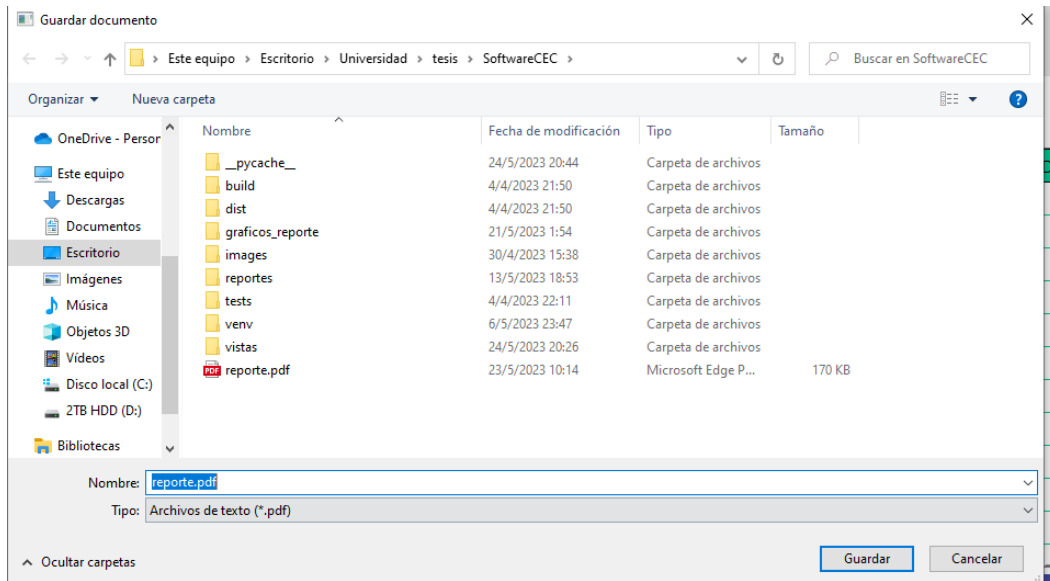 Guardar documento
Este equipo > Escritorio > Universidad > tesis > SoftwareCEC >
Buscar en SoftwareCEC
Organizar
Nueva carpeta
OneDrive - Person
Este equipo
Descargas
Documentos
Escritorio
Imágenes
Música
Objetos 3D
Vídeos
Disco local (C:)
2TB HDD (D:)
Bibliotecas
Nombre Fecha de modificación Tipo Tamaño
__pycache__ 24/5/2023 20:44 Carpeta de archivos
build 4/4/2023 21:50 Carpeta de archivos
dist 4/4/2023 21:50 Carpeta de archivos
graficos_reporte 21/5/2023 1:54 Carpeta de archivos
images 30/4/2023 15:38 Carpeta de archivos
reportes 13/5/2023 18:53 Carpeta de archivos
tests 4/4/2023 22:11 Carpeta de archivos
venv 6/5/2023 23:47 Carpeta de archivos
vistas 24/5/2023 20:26 Carpeta de archivos
PDF reporte.pdf 23/5/2023 10:14 Microsoft Edge P... 170 KB
Nombre: reporte.pdf
Tipo: Archivos de texto (*.pdf)
Ocultar carpetas
Guardar
Cancelar